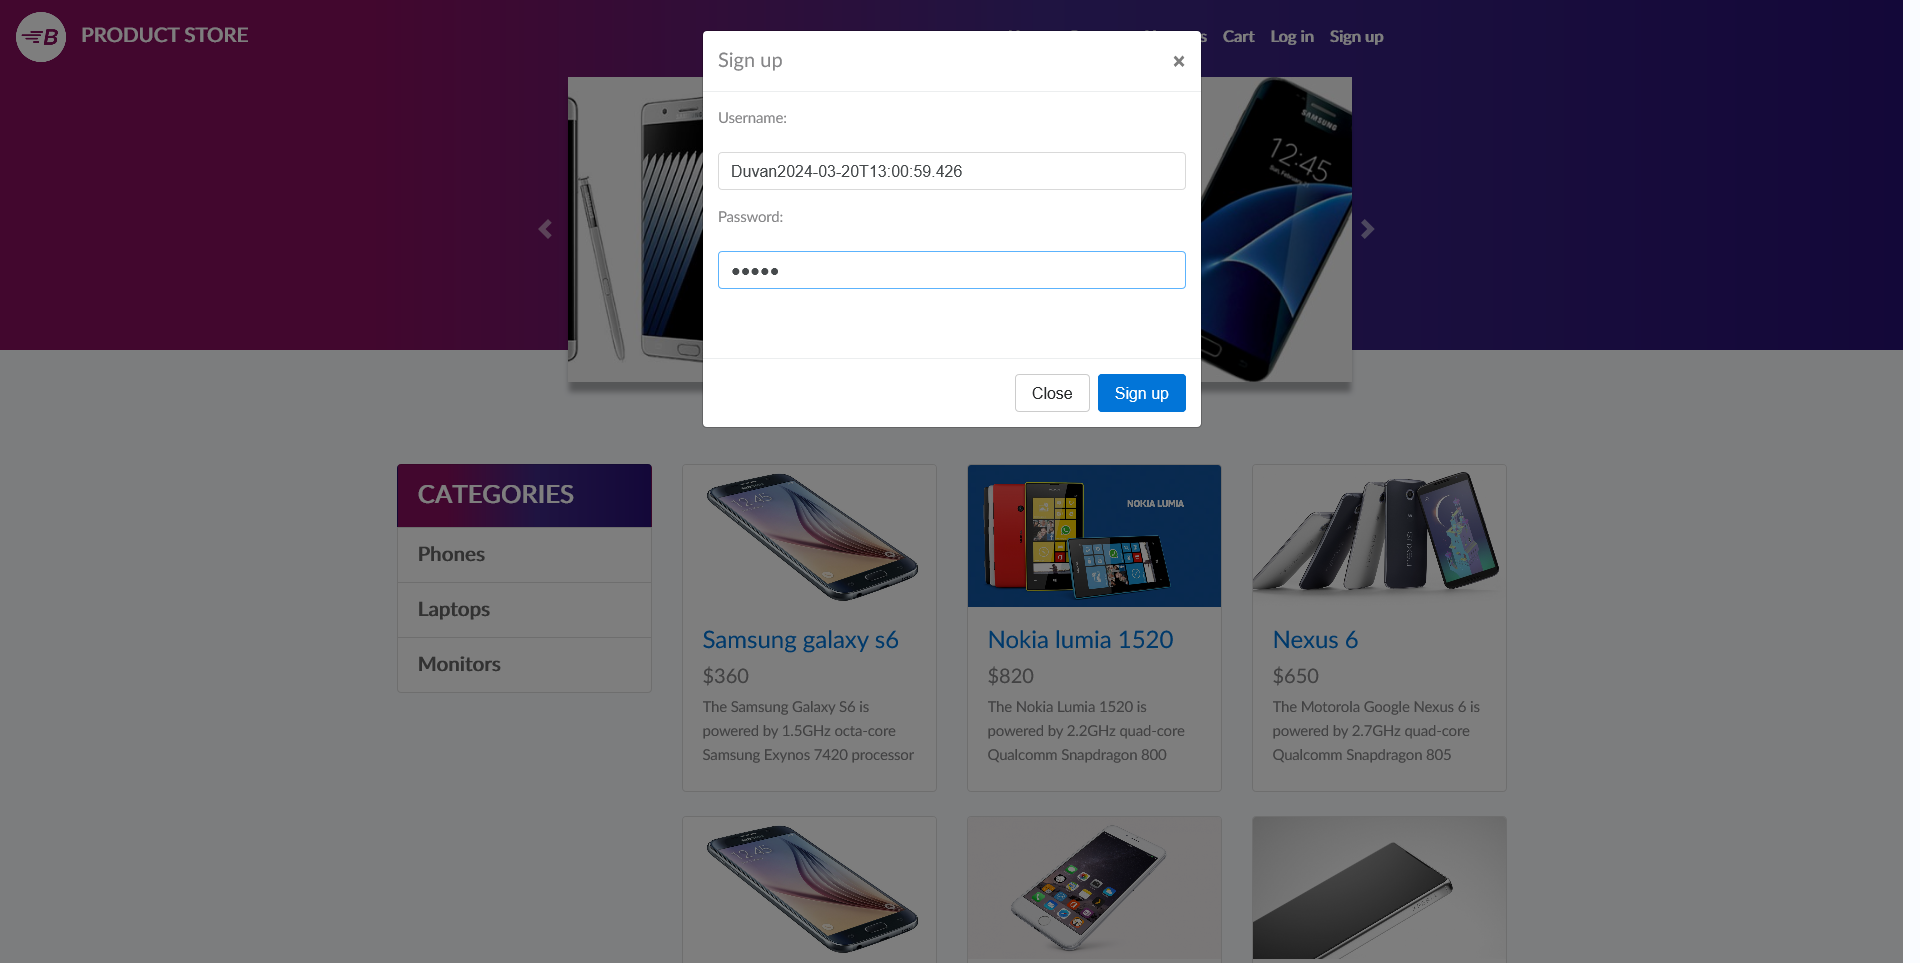 B PRODUCT STORE
Cart Log in Sign up
Sign up ×
Username:
Duvan2024-03-20T13:00:59.426
Password:
●●●●●
Close Sign up
SAMSUNG
12:45
CATEGORIES
Phones
Laptops
Monitors
NOKIA LUMIA
Samsung galaxy s6
$360
The Samsung Galaxy S6 is
powered by 1.5GHz octa-core
Samsung Exynos 7420 processor
Nokia lumia 1520
$820
The Nokia Lumia 1520 is
powered by 2.2GHz quad-core
Qualcomm Snapdragon 800
Nexus 6
$650
The Motorola Google Nexus 6 is
powered by 2.7GHz quad-core
Qualcomm Snapdragon 805